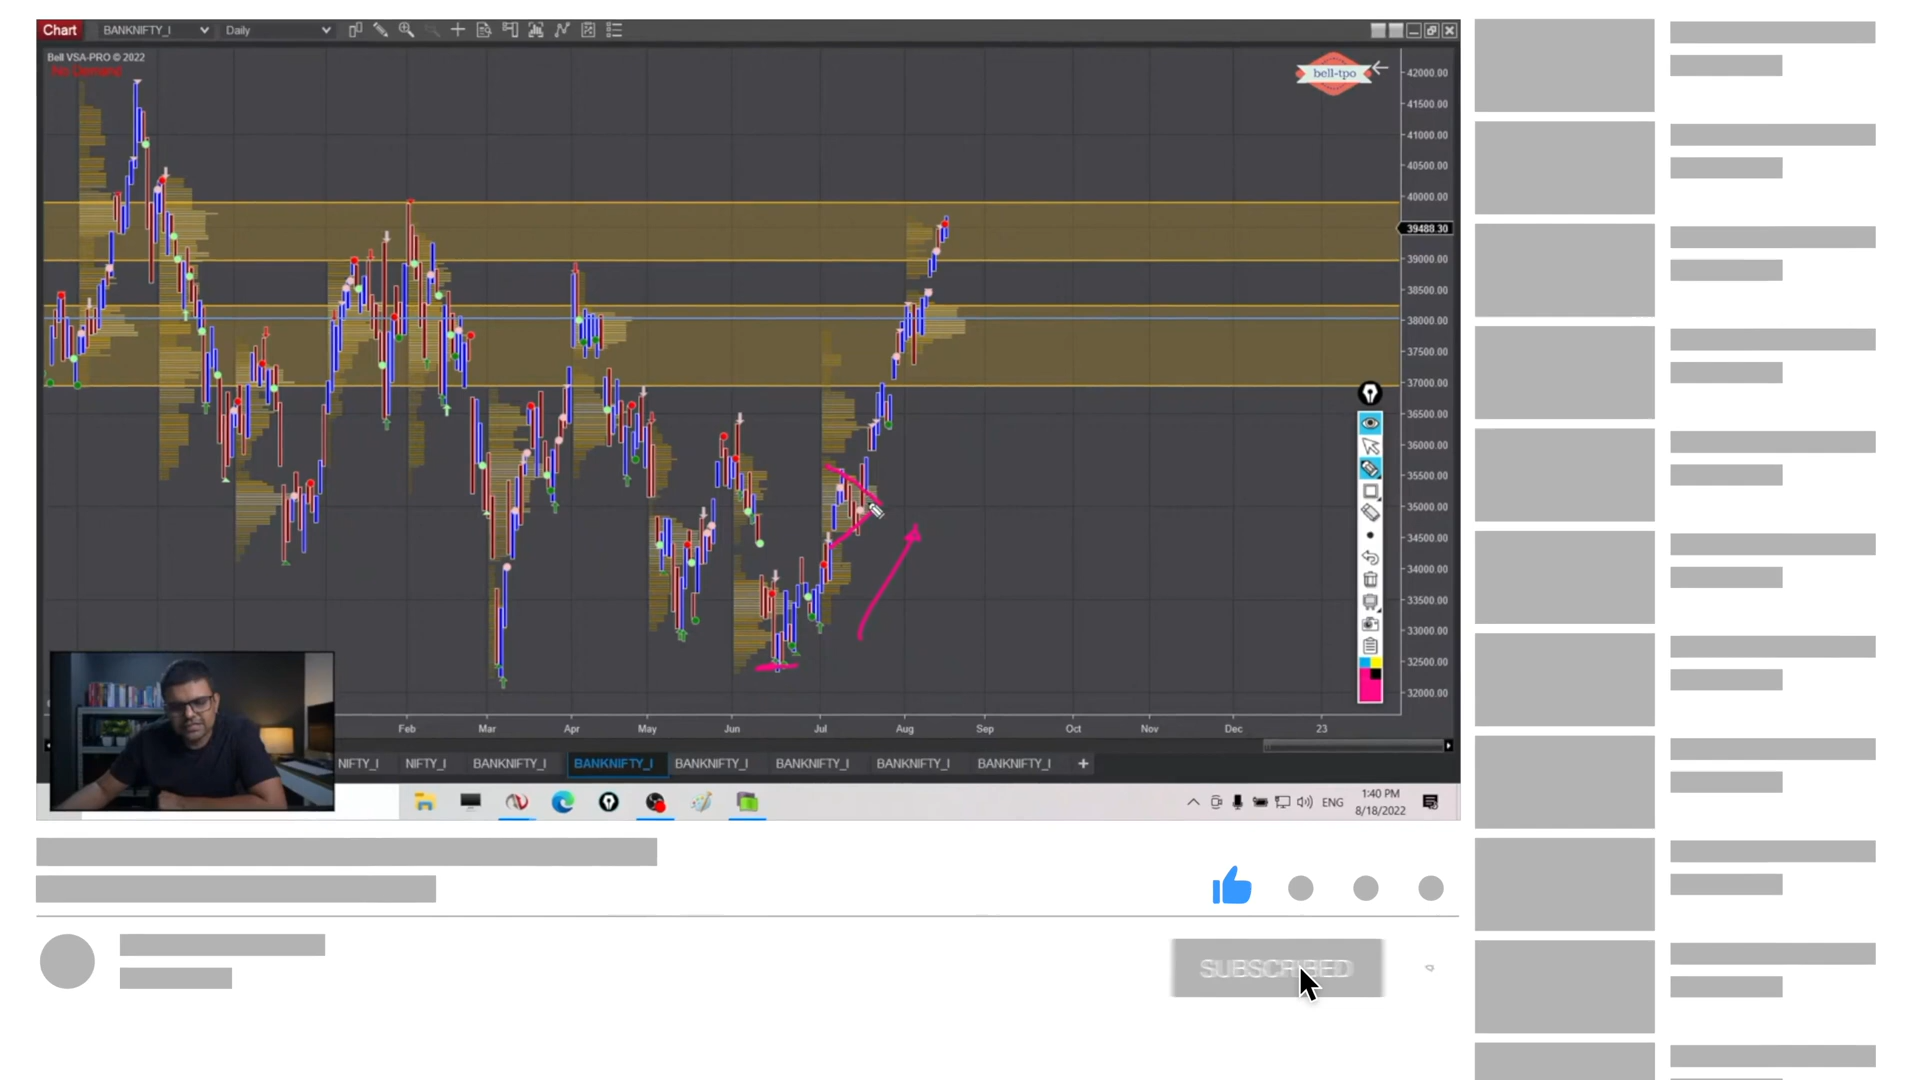 Chart BANKNIFTY_I Daily
Bell VSA-PRO © 2022
No Demand
bell-tpo
42000.00
41500.00
41000.00
40500.00
40000.00
39488.30
39000.00
38500.00
38000.00
37500.00
37000.00
36500.00
36000.00
35500.00
35000.00
34500.00
34000.00
33500.00
33000.00
32500.00
32000.00
Feb Mar Apr May Jun Jul Aug Sep Oct Nov Dec 23
NIFTY_I NIFTY_I BANKNIFTY_I BANKNIFTY_I BANKNIFTY_I BANKNIFTY_I BANKNIFTY_I BANKNIFTY_I +
ENG 1:40 PM
8/18/2022
SUBSCRIBED